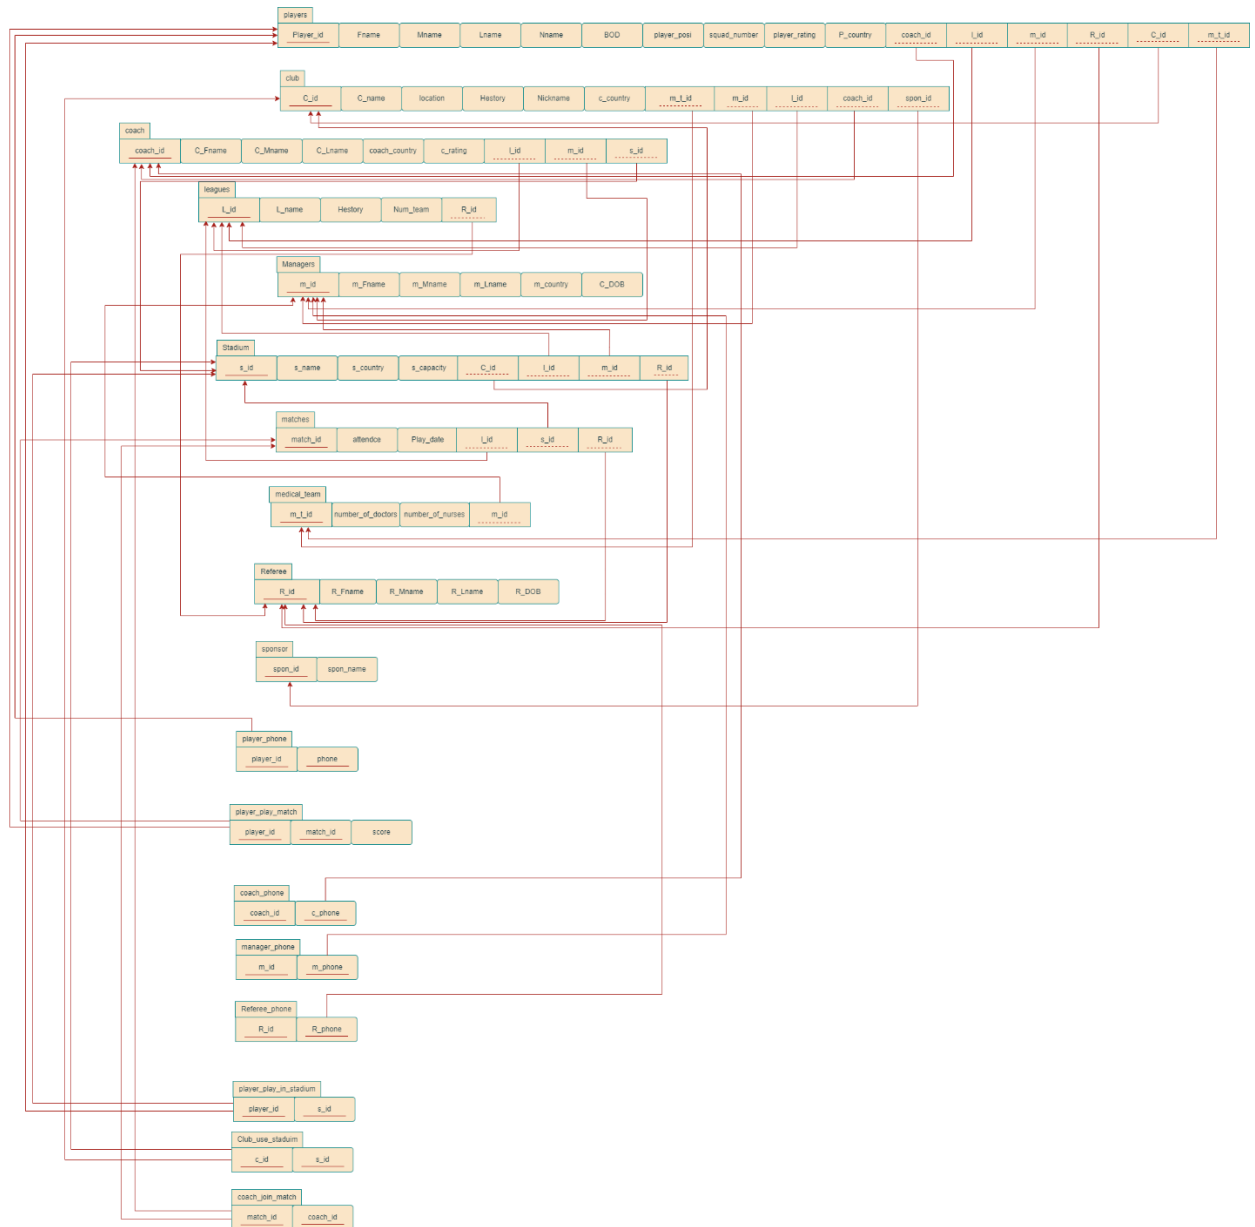 players
Player_id Fname Mname Lname Nname BOD player_posi squad_number player_rating P_country coach_id l_id m_id R_id C_id m_t_id
club
C_id C_name location Hestory Nickname c_country m_t_id m_id l_id coach_id spon_id
coach
coach_id C_Fname C_Mname C_Lname coach_country c_rating l_id m_id s_id
leagues
L_id L_name Hestory Num_team R_id
Managers
m_id m_Fname m_Mname m_Lname m_country C_DOB
Stadium
s_id s_name s_country s_capacity C_id l_id m_id R_id
matches
match_id attendce Play_date l_id s_id R_id
medical_team
m_t_id number_of_doctors number_of_nurses m_id
Referee
R_id R_Fname R_Mname R_Lname R_DOB
sponsor
spon_id spon_name
player_phone
player_id phone
player_play_match
player_id match_id score
coach_phone
coach_id c_phone
manager_phone
m_id m_phone
Referee_phone
R_id R_phone
player_play_in_stadium
player_id s_id
Club_use_staduim
c_id s_id
coach_join_match
match_id coach_id